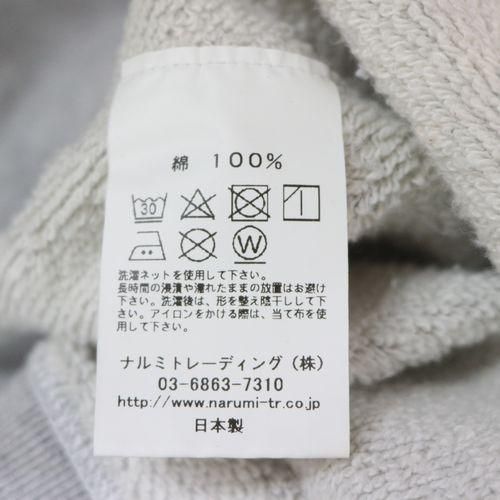 綿 100%
30
W
洗濯ネットを使用して下さい。
長時間の浸漬や濡れたままの放置はお避け
下さい。洗濯後は、形を整え陰干しして下さ
い。アイロンをかける際は、当て布を使
用して下さい。
ナルミトレーディング(株)
03-6863-7310
http://www.narumi-tr.co.jp
日本製